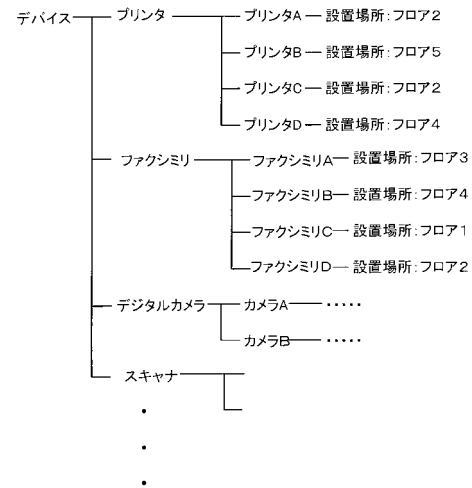 デバイス プリンタ プリンタA 設置場所:フロア2
プリンタB 設置場所:フロア5
プリンタC 設置場所:フロア2
プリンタD 設置場所:フロア4
ファクシミリ ファクシミリA 設置場所:フロア3
ファクシミリB 設置場所:フロア4
ファクシミリC 設置場所:フロア1
ファクシミリD 設置場所:フロア2
デジタルカメラ カメラA ・・・・・
カメラB ・・・・・
スキャナ
・
・
・